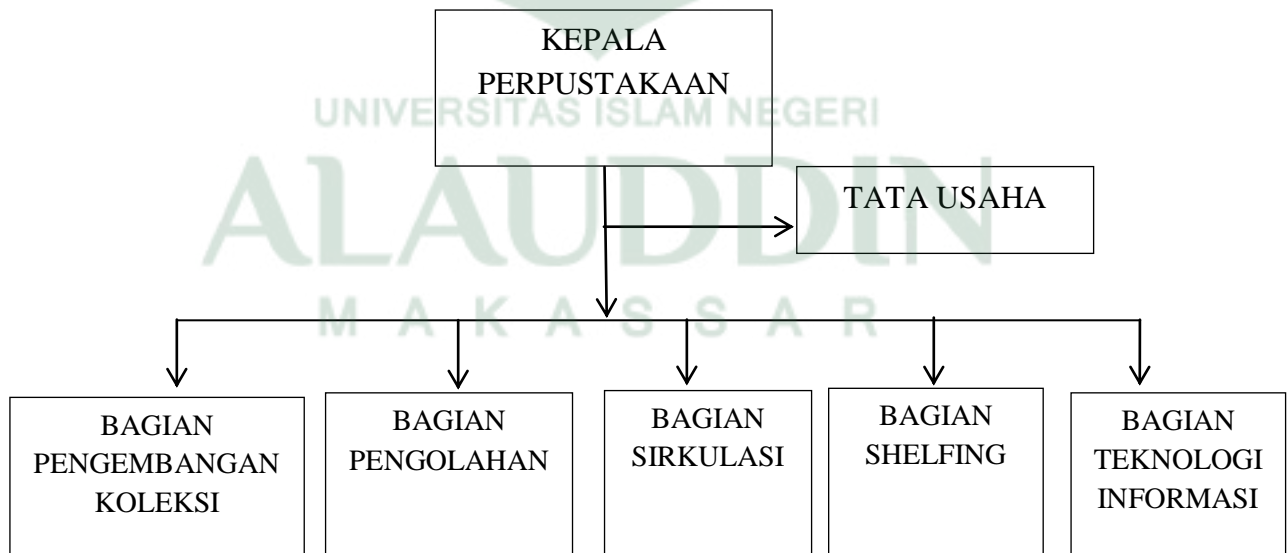 KEPALA
PERPUSTAKAAN
UNIVERSITAS ISLAM NEGERI
ALAUDDIN
MAKASSAR
TATA USAHA
BAGIAN
PENGEMBANGAN
KOLEKSI
BAGIAN
PENGOLAHAN
BAGIAN
SIRKULASI
BAGIAN
SHELFING
BAGIAN
TEKNOLOGI
INFORMASI